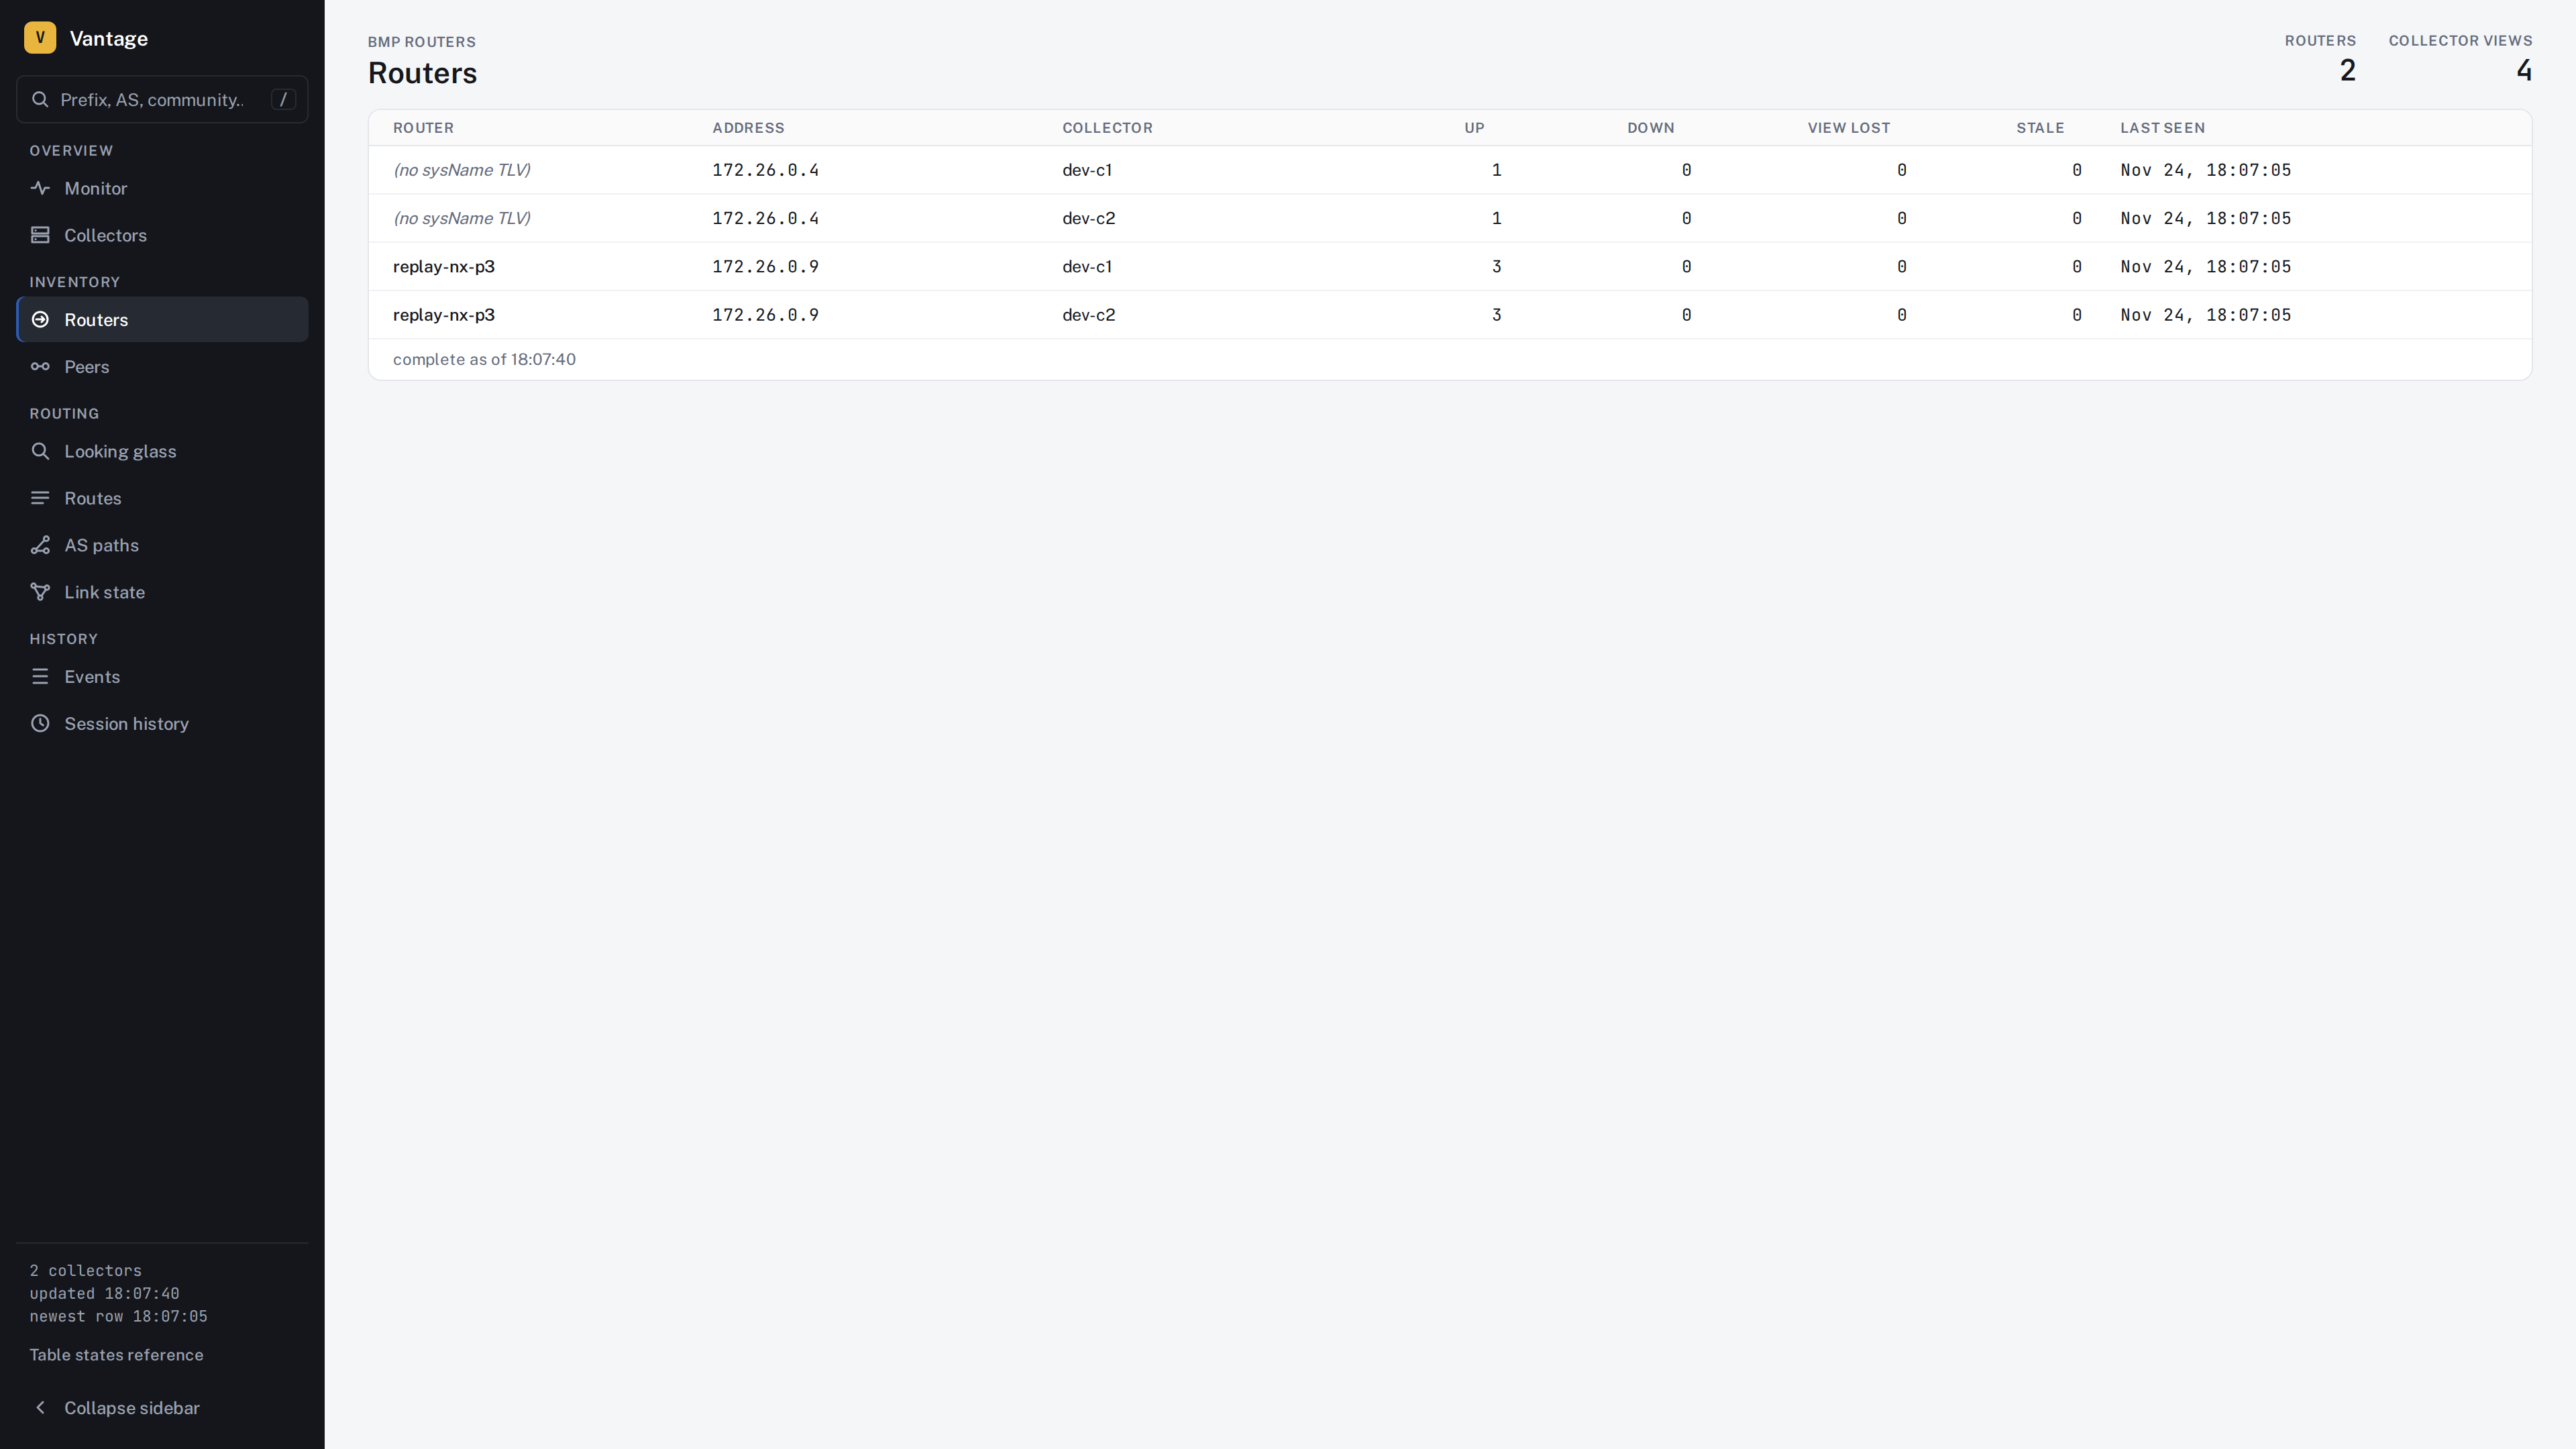 V
Vantage
Prefix, AS, community.. /
OVERVIEW
Monitor
Collectors
INVENTORY
Routers
Peers
ROUTING
Looking glass
Routes
AS paths
Link state
HISTORY
Events
Session history
2 collectors
updated 18:07:40
newest row 18:07:05
Table states reference
Collapse sidebar
BMP ROUTERS
Routers
ROUTERS COLLECTOR VIEWS
2 4
ROUTER ADDRESS COLLECTOR UP DOWN VIEW LOST STALE LAST SEEN
(no sysName TLV) 172.26.0.4 dev-c1 1 0 0 0 Nov 24, 18:07:05
(no sysName TLV) 172.26.0.4 dev-c2 1 0 0 0 Nov 24, 18:07:05
replay-nx-p3 172.26.0.9 dev-c1 3 0 0 0 Nov 24, 18:07:05
replay-nx-p3 172.26.0.9 dev-c2 3 0 0 0 Nov 24, 18:07:05
complete as of 18:07:40